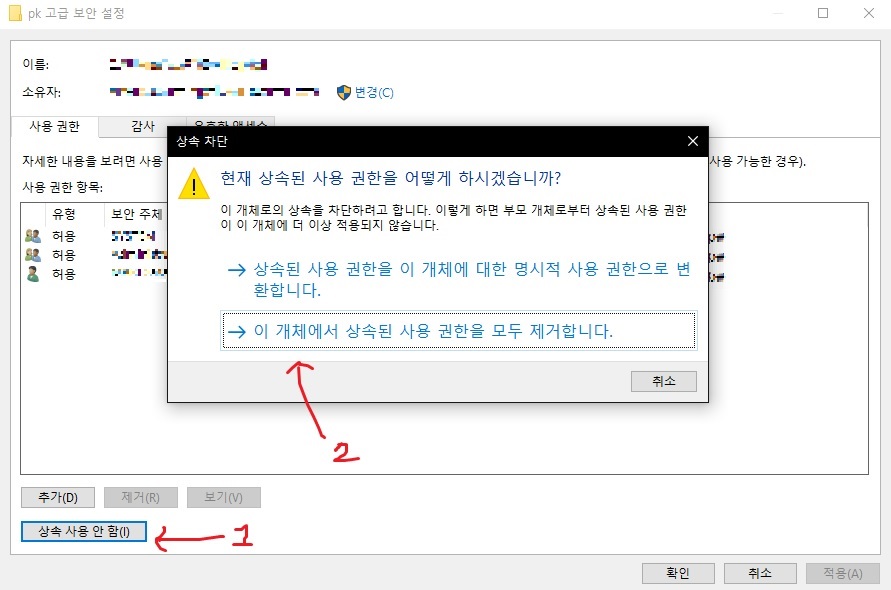 pk 고급 보안 설정
이름:
소유자:
변경(C)
사용 권한
감사
자세한 내용을 보려면 사용
사용 가능한 경우).
사용 권한 항목:
유형
보안 주체
허용
허용
허용
상속 차단
현재 상속된 사용 권한을 어떻게 하시겠습니까?
이 개체로의 상속을 차단하려고 합니다. 이렇게 하면 부모 개체로부터 상속된 사용 권한
이 이 개체에 더 이상 적용되지 않습니다.
상속된 사용 권한을 이 개체에 대한 명시적 사용 권한으로 변
환합니다.
이 개체에서 상속된 사용 권한을 모두 제거합니다.
취소
2
추가(D)
제거(R)
보기(V)
상속 사용 안 함(I)
1
확인
취소
적용(A)